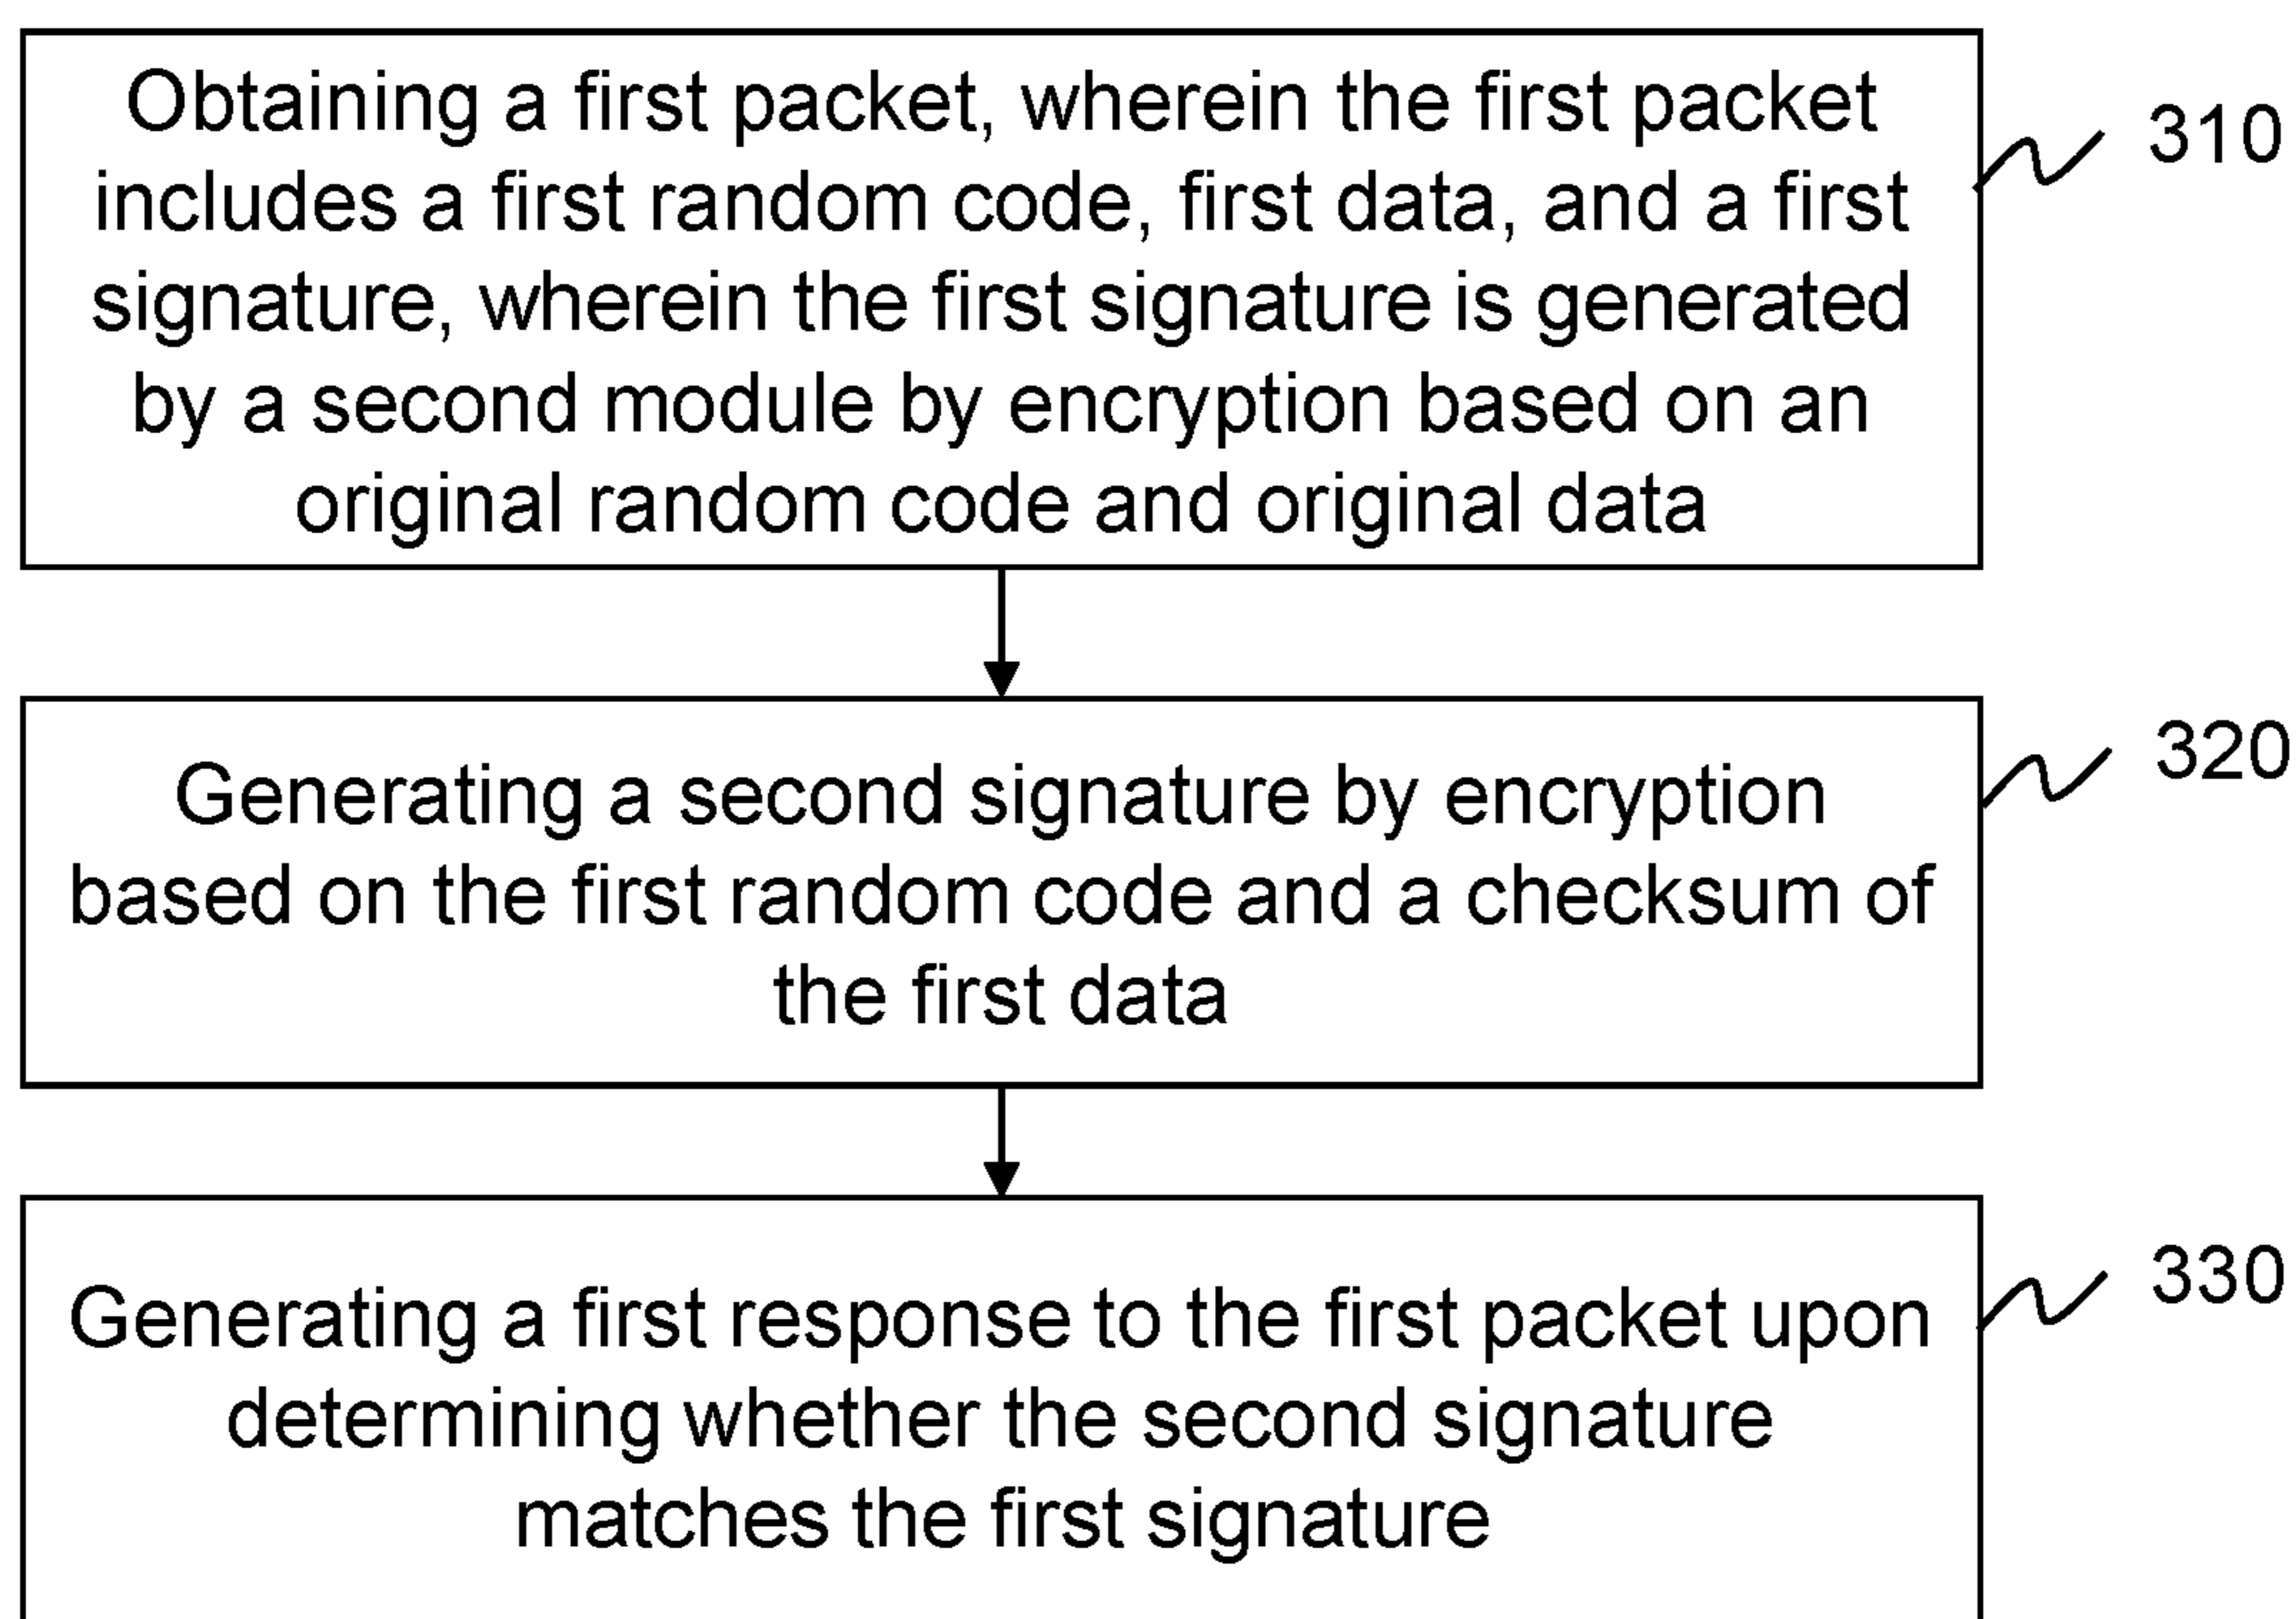 Obtaining a first packet, wherein the first packet
includes a first random code, first data, and a first
signature, wherein the first signature is generated
by a second module by encryption based on an
original random code and original data
310
Generating a second signature by encryption
based on the first random code and a checksum of
the first data
320
Generating a first response to the first packet upon
determining whether the second signature
matches the first signature
330